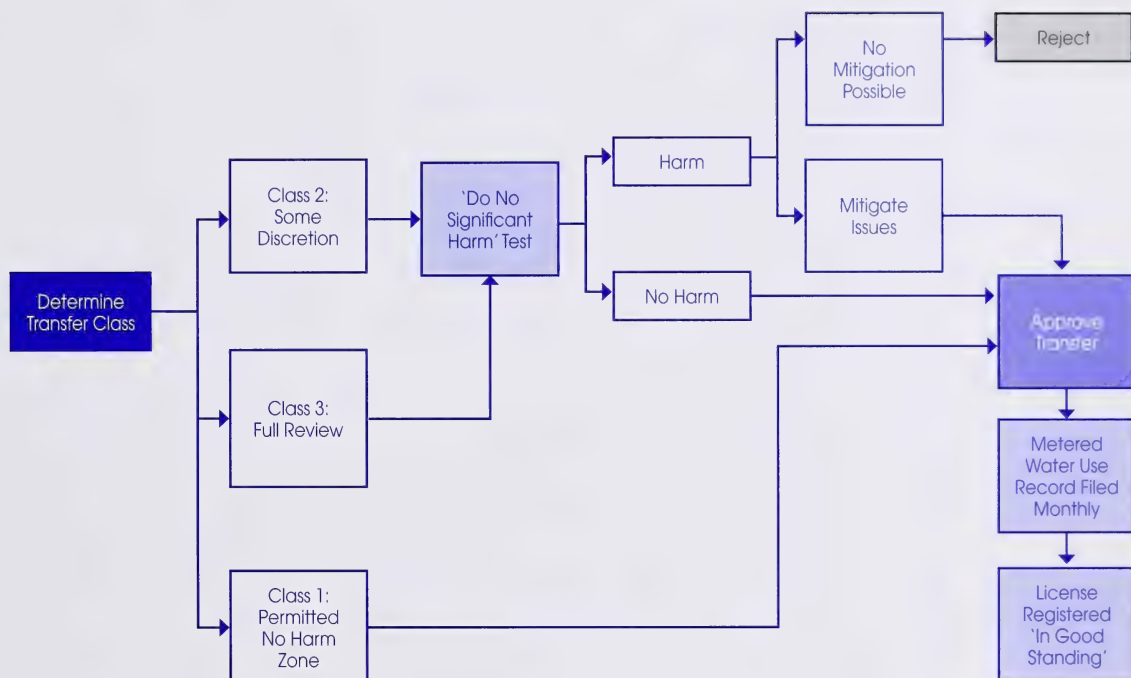 No
Mitigation
Possible
Reject
Class 2:
Some
Discretion
'Do No
Significant
Harm' Test
Harm
Mitigate
Issues
Determine
Transfer Class
No Harm
Approve
Transfer
Class 3:
Full Review
Metered
Water Use
Record Filed
Monthly
Class 1:
Permitted
No Harm
Zone
License
Registered
'In Good
Standing'